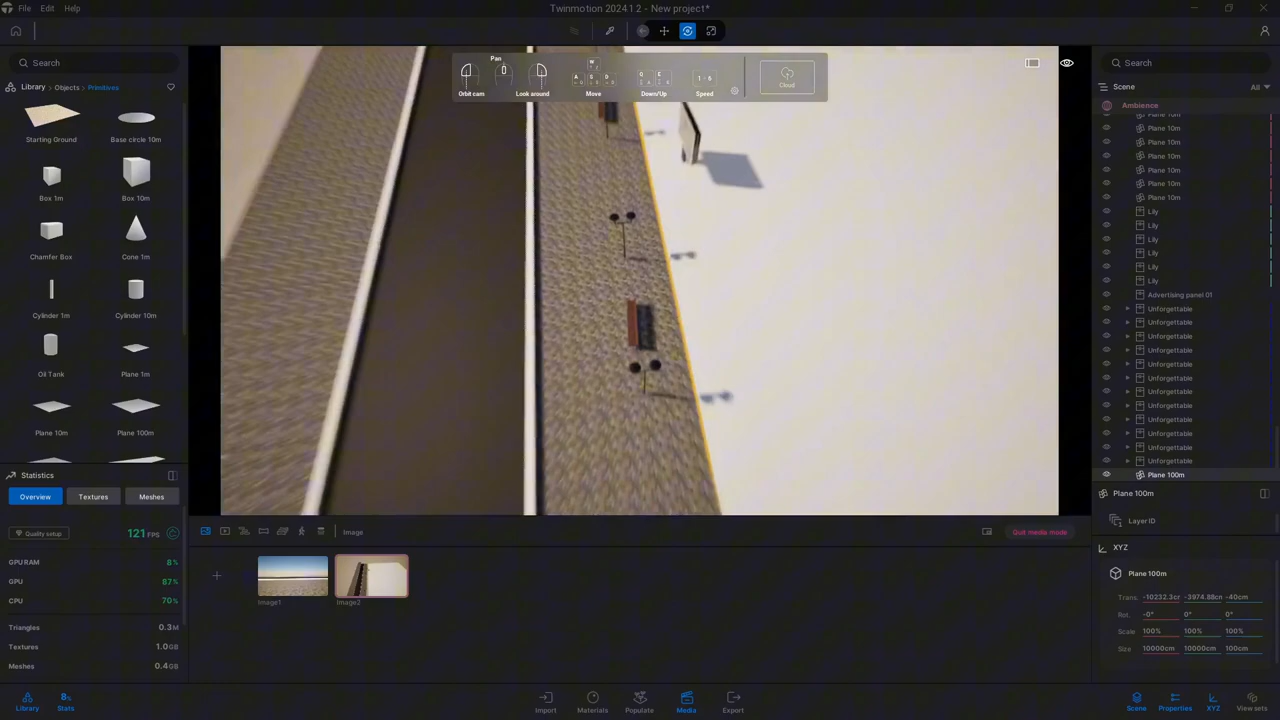 File Edit Help
Twinmotion 2024.1.2 - New project*
Search
Library > Objects > Primitives
Starting Ground
Base circle 10m
Box 1m
Box 10m
Chamfer Box
Cone 1m
Cylinder 1m
Cylinder 10m
Oil Tank
Plane 1m
Plane 10m
Plane 100m
Statistics
Overview
Textures
Meshes
Quality setup
121 FPS
GPU RAM 8%
GPU 87%
CPU 70%
Triangles 0.3M
Textures 1.0GB
Meshes 0.4GB
Library
8%
Stats
Pan
W
A S D
Q E
1 - 6
Orbit cam
Look around
Move
Down/Up
Speed
Cloud
Image
Quit media mode
Image1
Image2
Import
Materials
Populate
Media
Export
Search
Scene
All
Ambience
Plane 10m
Plane 10m
Plane 10m
Plane 10m
Plane 10m
Plane 10m
Plane 10m
Lily
Lily
Lily
Lily
Lily
Lily
Advertising panel 01
Unforgettable
Unforgettable
Unforgettable
Unforgettable
Unforgettable
Unforgettable
Unforgettable
Unforgettable
Unforgettable
Unforgettable
Unforgettable
Unforgettable
Plane 100m
Plane 100m
Layer ID
XYZ
Plane 100m
Trans. -10232.3cr -3974.88cn -40cm
Rot. -0° 0° 0°
Scale 100% 100% 100%
Size 10000cm 10000cm 100cm
Scene
Properties
XYZ
View sets